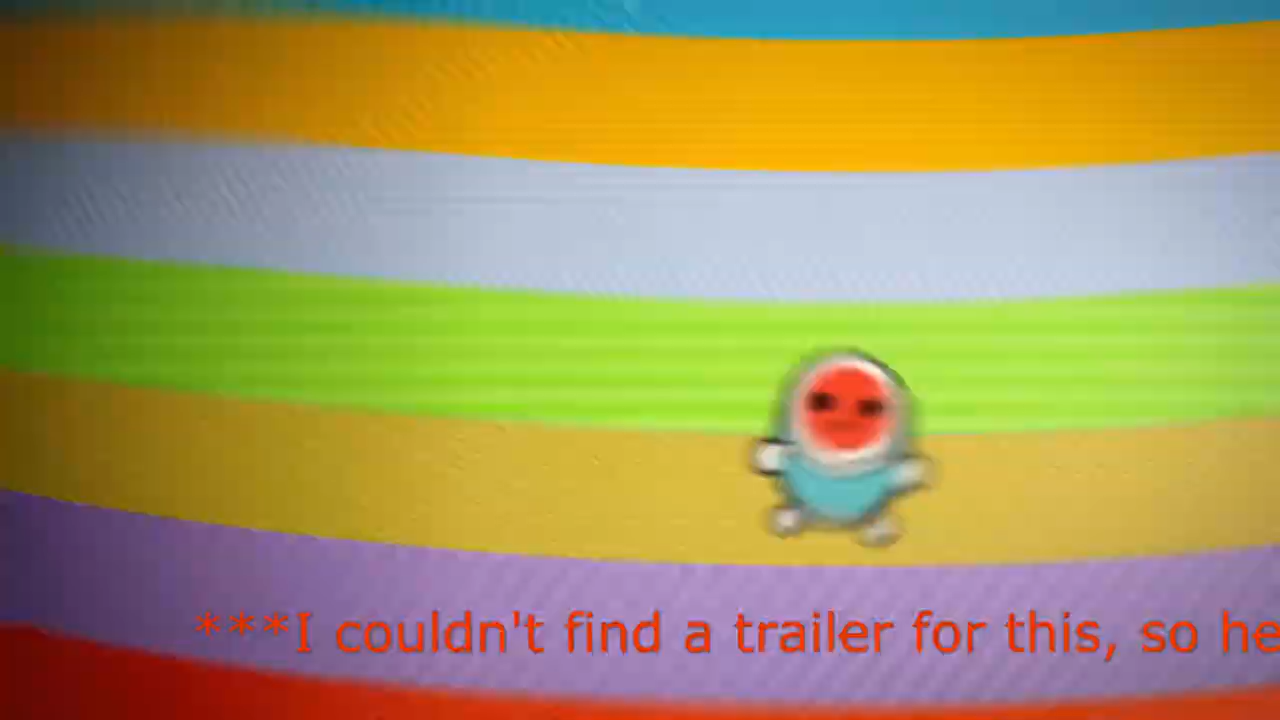 ***I couldn't find a trailer for this, so he